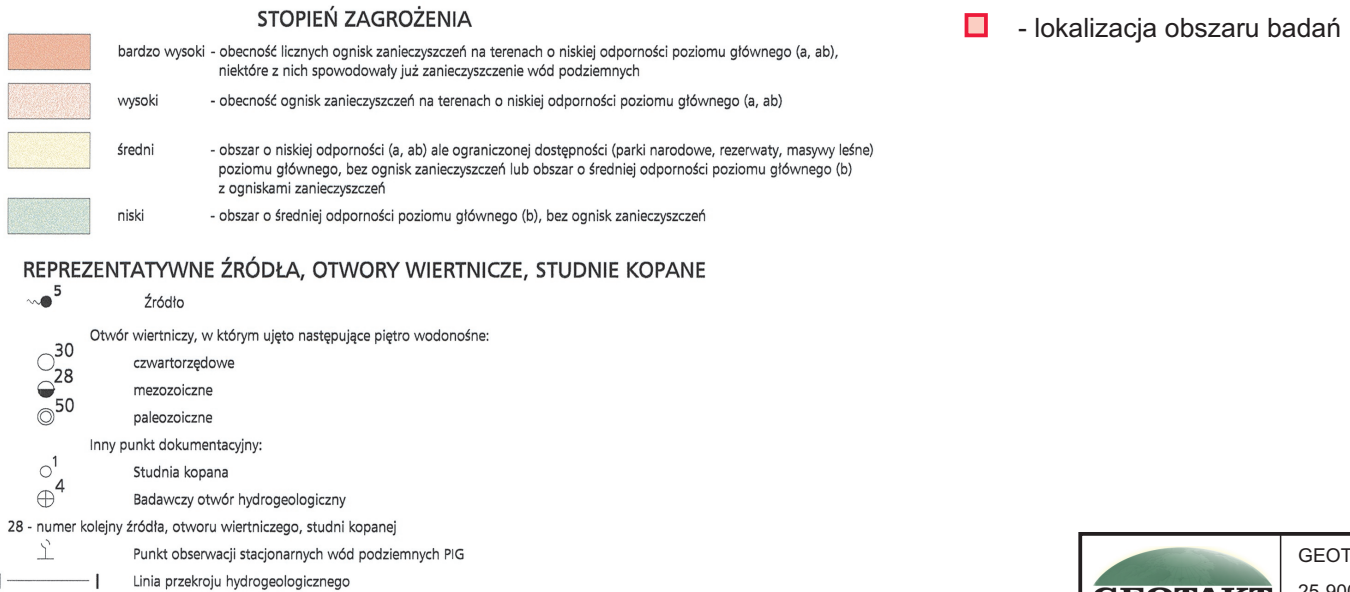 STOPIEŃ ZAGROŻENIA
bardzo wysoki - obecność licznych ognisk zanieczyszczeń na terenach o niskiej odporności poziomu głównego (a, ab),
niektóre z nich spowodowały już zanieczyszczenie wód podziemnych
wysoki - obecność ognisk zanieczyszczeń na terenach o niskiej odporności poziomu głównego (a, ab)
średni - obszar o niskiej odporności (a, ab) ale ograniczonej dostępności (parki narodowe, rezerwaty, masywy leśne)
poziomu głównego, bez ognisk zanieczyszczeń lub obszar o średniej odporności poziomu głównego (b)
z ogniskami zanieczyszczeń
niski - obszar o średniej odporności poziomu głównego (b), bez ognisk zanieczyszczeń
- lokalizacja obszaru badań
REPREZENTATYWNE ŹRÓDŁA, OTWORY WIERTNICZE, STUDNIE KOPANE
5 Źródło
Otwór wiertniczy, w którym ujęto następujące piętro wodonośne:
30 czwartorzędowe
28 mezozoiczne
50 paleozoiczne
Inny punkt dokumentacyjny:
1 Studnia kopana
4 Badawczy otwór hydrogeologiczny
28 - numer kolejny źródła, otworu wiertniczego, studni kopanej
Punkt obserwacji stacjonarnych wód podziemnych PIG
I I Linia przekroju hydrogeologicznego
GEOTAKT
GEOT
25-900